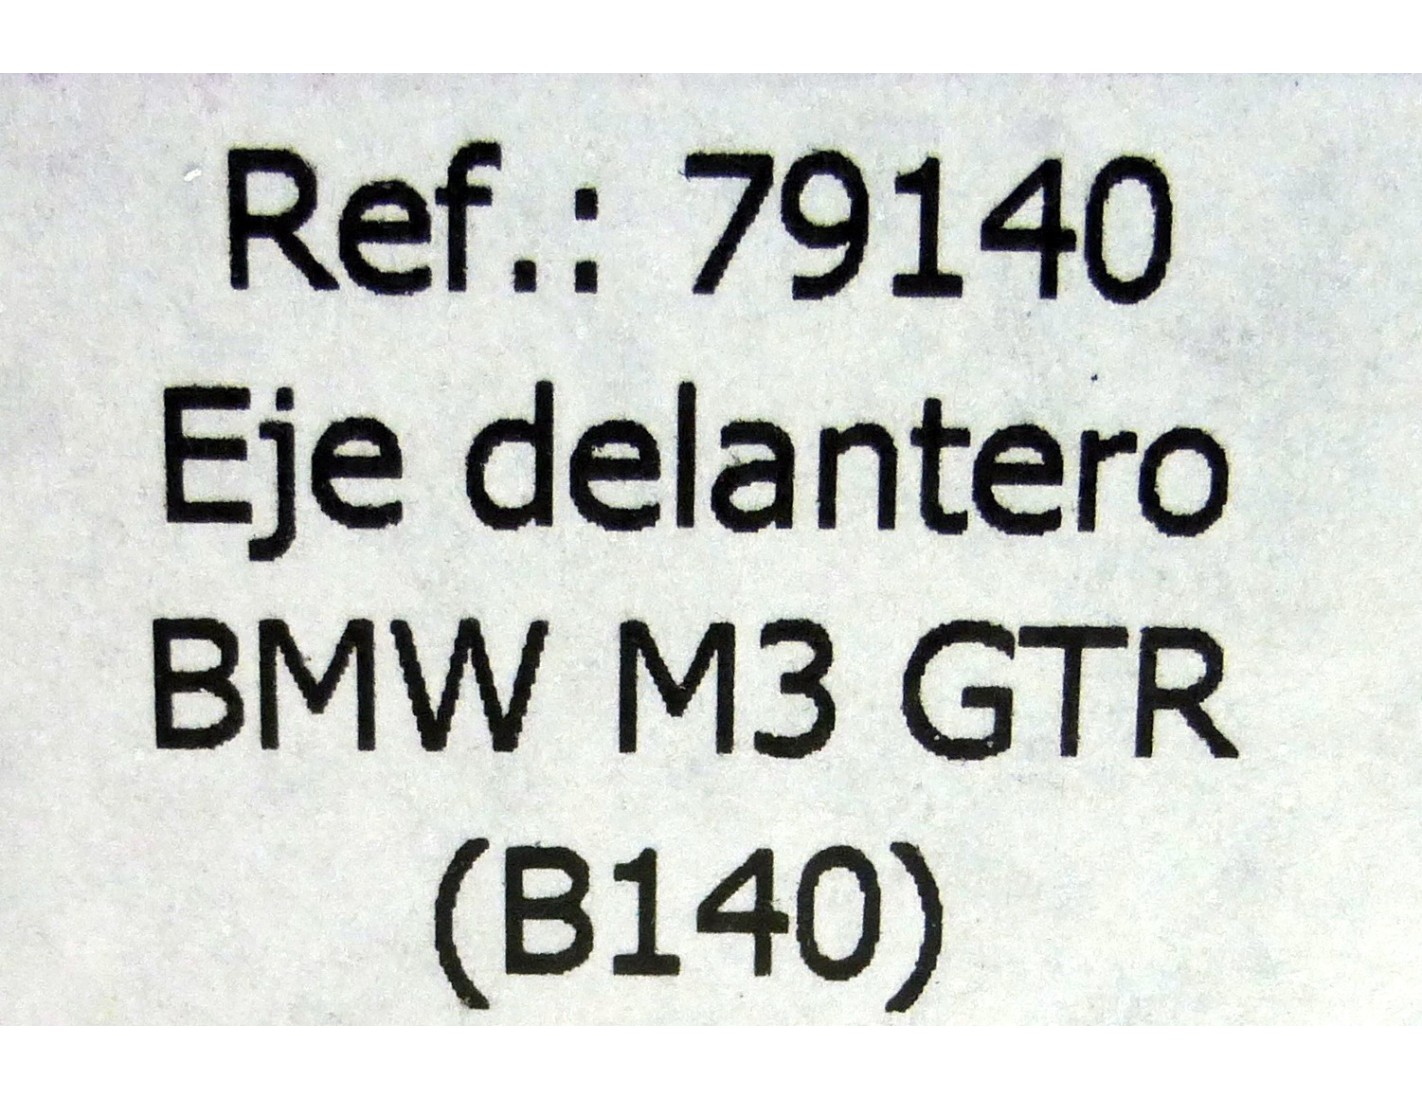 Ref.: 79140
Eje delantero
BMW M3 GTR
(B140)